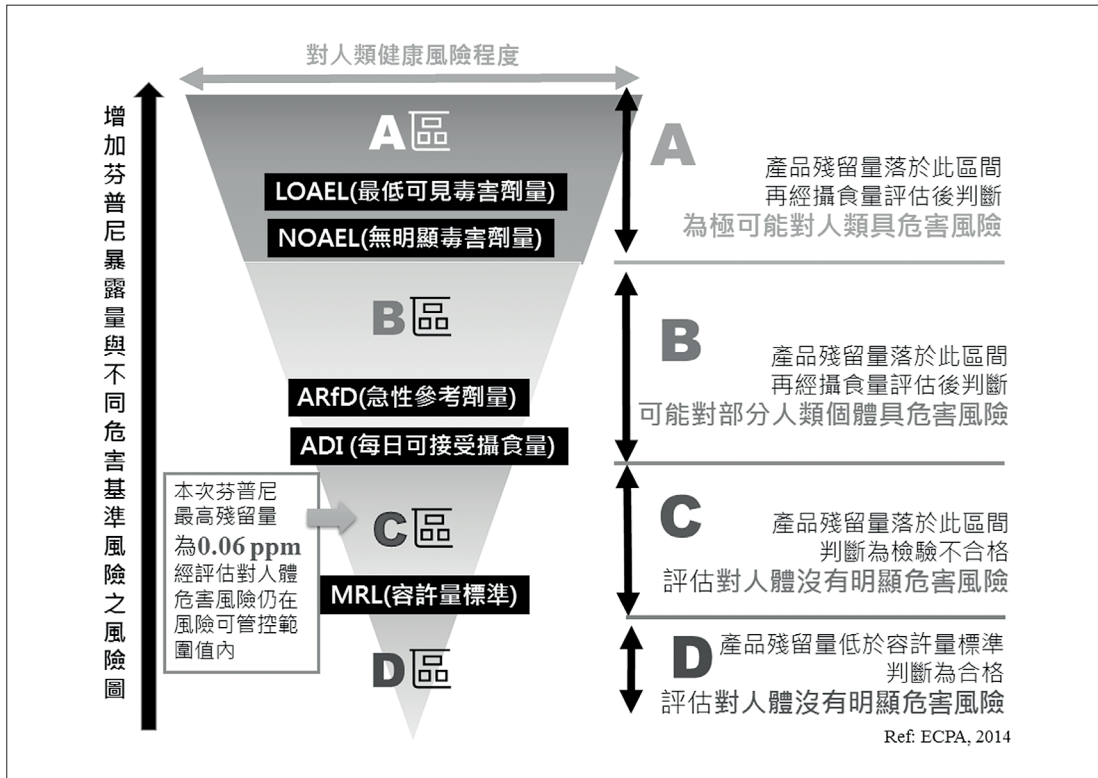 對人類健康風險程度
增加芬普尼暴露量與不同危害基準風險之風險圖
A區
LOAEL(最低可見毒害劑量)
NOAEL(無明顯毒害劑量)
B區
ARfD(急性參考劑量)
ADI (每日可接受攝食量)
本次芬普尼
最高殘留量
為0.06 ppm
經評估對人體
危害風險仍在
風險可管控範
圍值內
C區
MRL(容許量標準)
D區
A
產品殘留量落於此區間
再經攝食量評估後判斷
為極可能對人類具危害風險
B
產品殘留量落於此區間
再經攝食量評估後判斷
可能對部分人類個體具危害風險
C
產品殘留量落於此區間
判斷為檢驗不合格
評估對人體沒有明顯危害風險
D
產品殘留量低於容許量標準
判斷為合格
評估對人體沒有明顯危害風險
Ref: ECPA, 2014